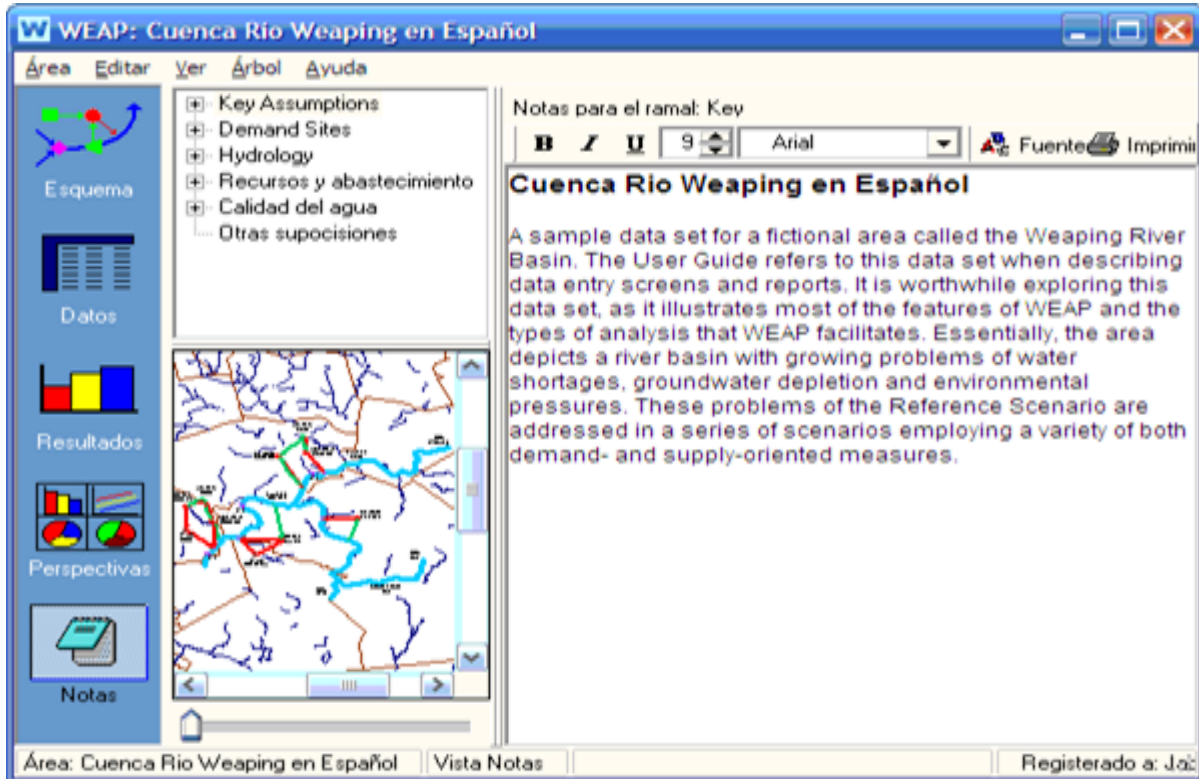 WEAP: Cuenca Río Weaping en Español
Área Editar Ver Árbol Ayuda
Esquema
Datos
Resultados
Perspectivas
Notas
Key Assumptions
Demand Sites
Hydrology
Recursos y abastecimiento
Calidad del agua
Otras supocisiones
Notas para el ramal: Key
B I U 9 Arial Fuente Imprimir
Cuenca Rio Weaping en Español
A sample data set for a fictional area called the Weaping River
Basin. The User Guide refers to this data set when describing
data entry screens and reports. It is worthwhile exploring this
data set, as it illustrates most of the features of WEAP and the
types of analysis that WEAP facilitates. Essentially, the area
depicts a river basin with growing problems of water
shortages, groundwater depletion and environmental
pressures. These problems of the Reference Scenario are
addressed in a series of scenarios employing a variety of both
demand- and supply-oriented measures.
Área: Cuenca Rio Weaping en Español Vista Notas Registerado a: